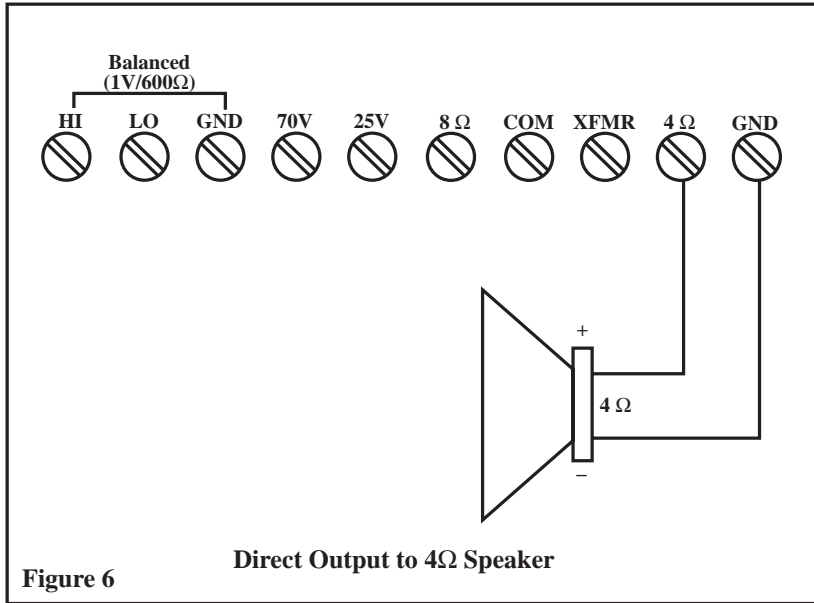 Balanced
(1V/600Ω)
HI LO GND 70V 25V 8 Ω COM XFMR 4 Ω GND
+
4 Ω
–
Direct Output to 4Ω Speaker
Figure 6